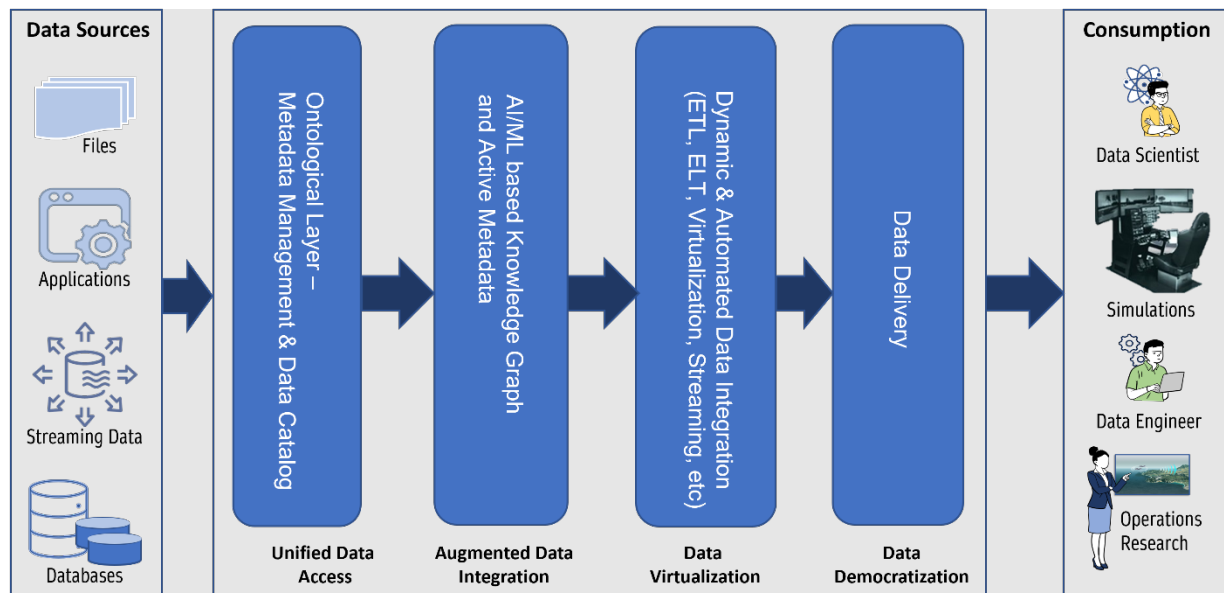 Data Sources
Files
Applications
Streaming Data
Databases
Ontological Layer –
Metadata Management & Data Catalog
Unified Data
Access
AI/ML based Knowledge Graph
and Active Metadata
Augmented Data
Integration
Dynamic & Automated Data Integration
(ETL, ELT, Virtualization, Streaming, etc)
Data
Virtualization
Data Delivery
Data
Democratization
Consumption
Data Scientist
Simulations
Data Engineer
Operations
Research